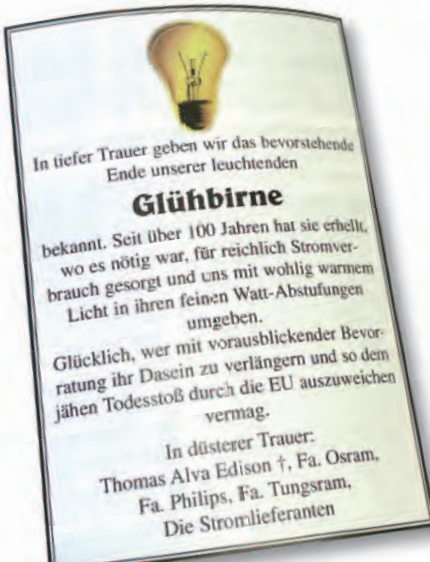 In tiefer Trauer geben wir das bevorstehende
Ende unserer leuchtenden
Glühbirne
bekannt. Seit über 100 Jahren hat sie erhellt,
wo es nötig war, für reichlich Stromver-
brauch gesorgt und uns mit wohlig warmem
Licht in ihren feinen Watt-Abstufungen
umgeben.
Glücklich, wer mit vorausblickender Bevor-
ratung ihr Dasein zu verlängern und so dem
jähen Todesstoß durch die EU auszuweichen
vermag.
In düsterer Trauer:
Thomas Alva Edison †, Fa. Osram,
Fa. Philips, Fa. Tungsram,
Die Stromlieferanten